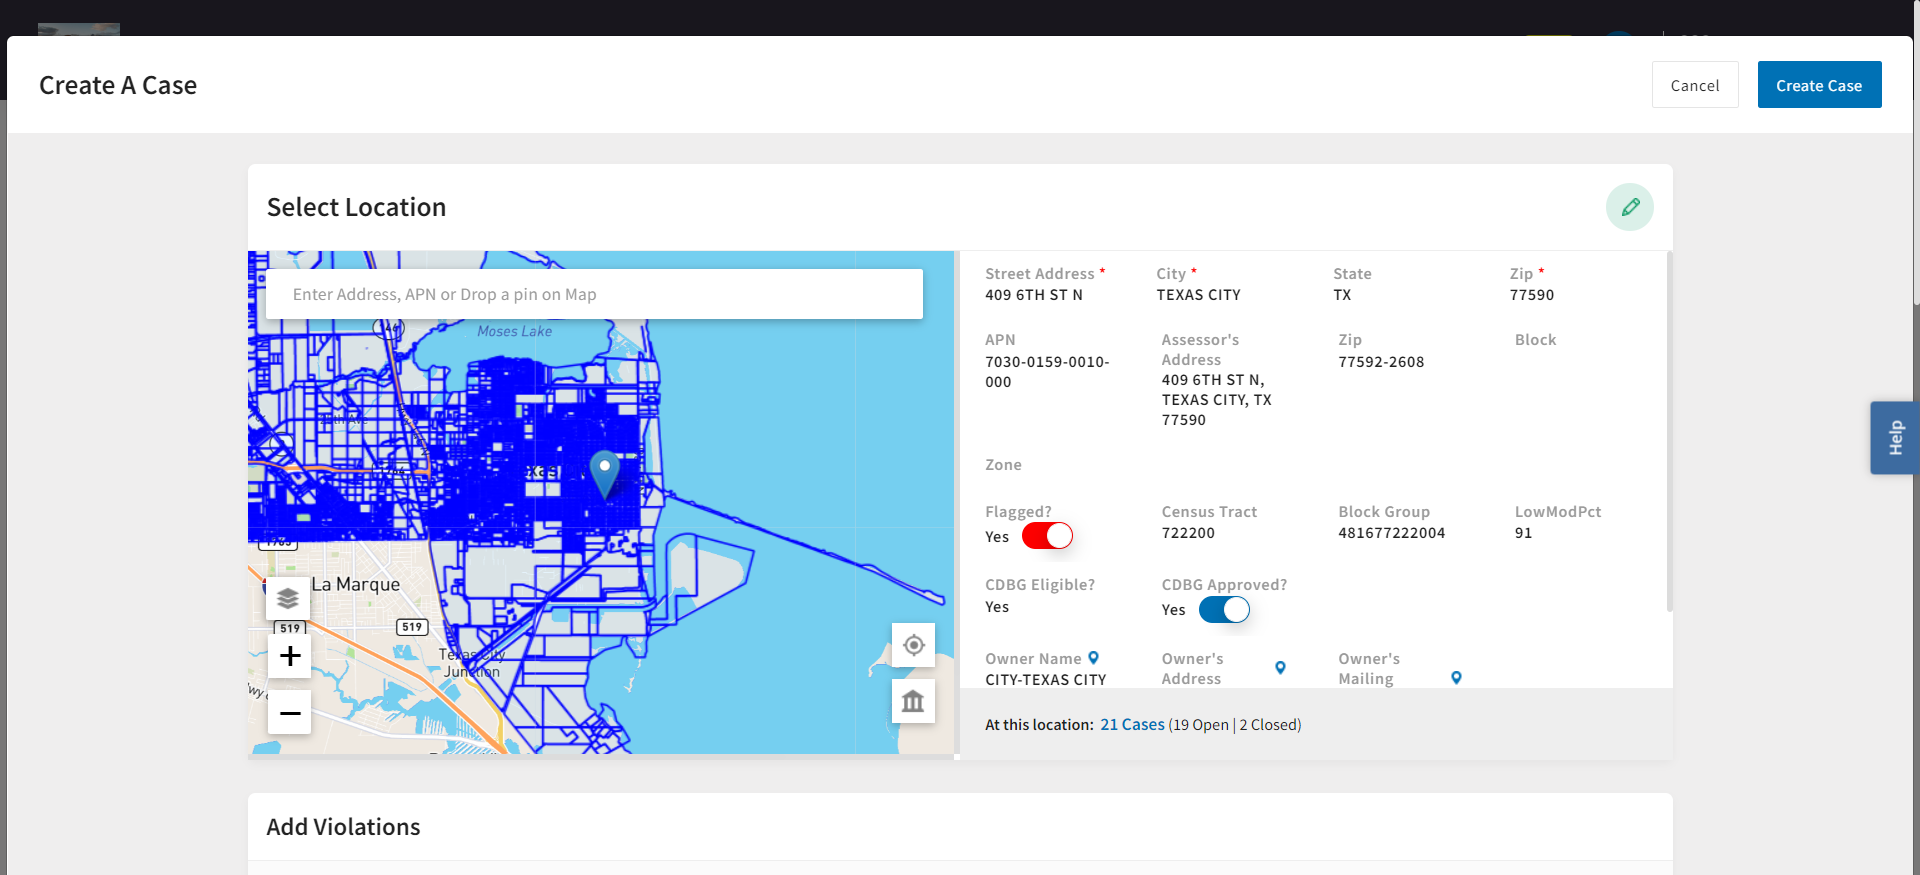 Create A Case
Cancel
Create Case
Select Location
Enter Address, APN or Drop a pin on Map
Moses Lake
La Marque
519
519
Texas City
Junction
Street Address *
409 6TH ST N
City *
TEXAS CITY
State
TX
Zip *
77590
APN
7030-0159-0010-
000
Assessor's
Address
409 6TH ST N,
TEXAS CITY, TX
77590
Zip
77592-2608
Block
Zone
Flagged?
Yes
Census Tract
722200
Block Group
481677222004
LowModPct
91
CDBG Eligible?
Yes
CDBG Approved?
Yes
Owner Name
CITY-TEXAS CITY
Owner's
Address
Owner's
Mailing
At this location: 21 Cases (19 Open | 2 Closed)
Help
Add Violations